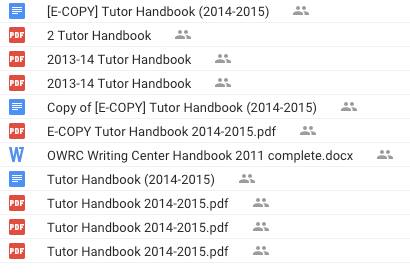 [E-COPY] Tutor Handbook (2014-2015)
PDF 2 Tutor Handbook
PDF 2013-14 Tutor Handbook
PDF 2013-14 Tutor Handbook
Copy of [E-COPY] Tutor Handbook (2014-2015)
PDF E-COPY Tutor Handbook 2014-2015.pdf
W OWRC Writing Center Handbook 2011 complete.docx
Tutor Handbook (2014-2015)
PDF Tutor Handbook 2014-2015.pdf
PDF Tutor Handbook 2014-2015.pdf
PDF Tutor Handbook 2014-2015.pdf